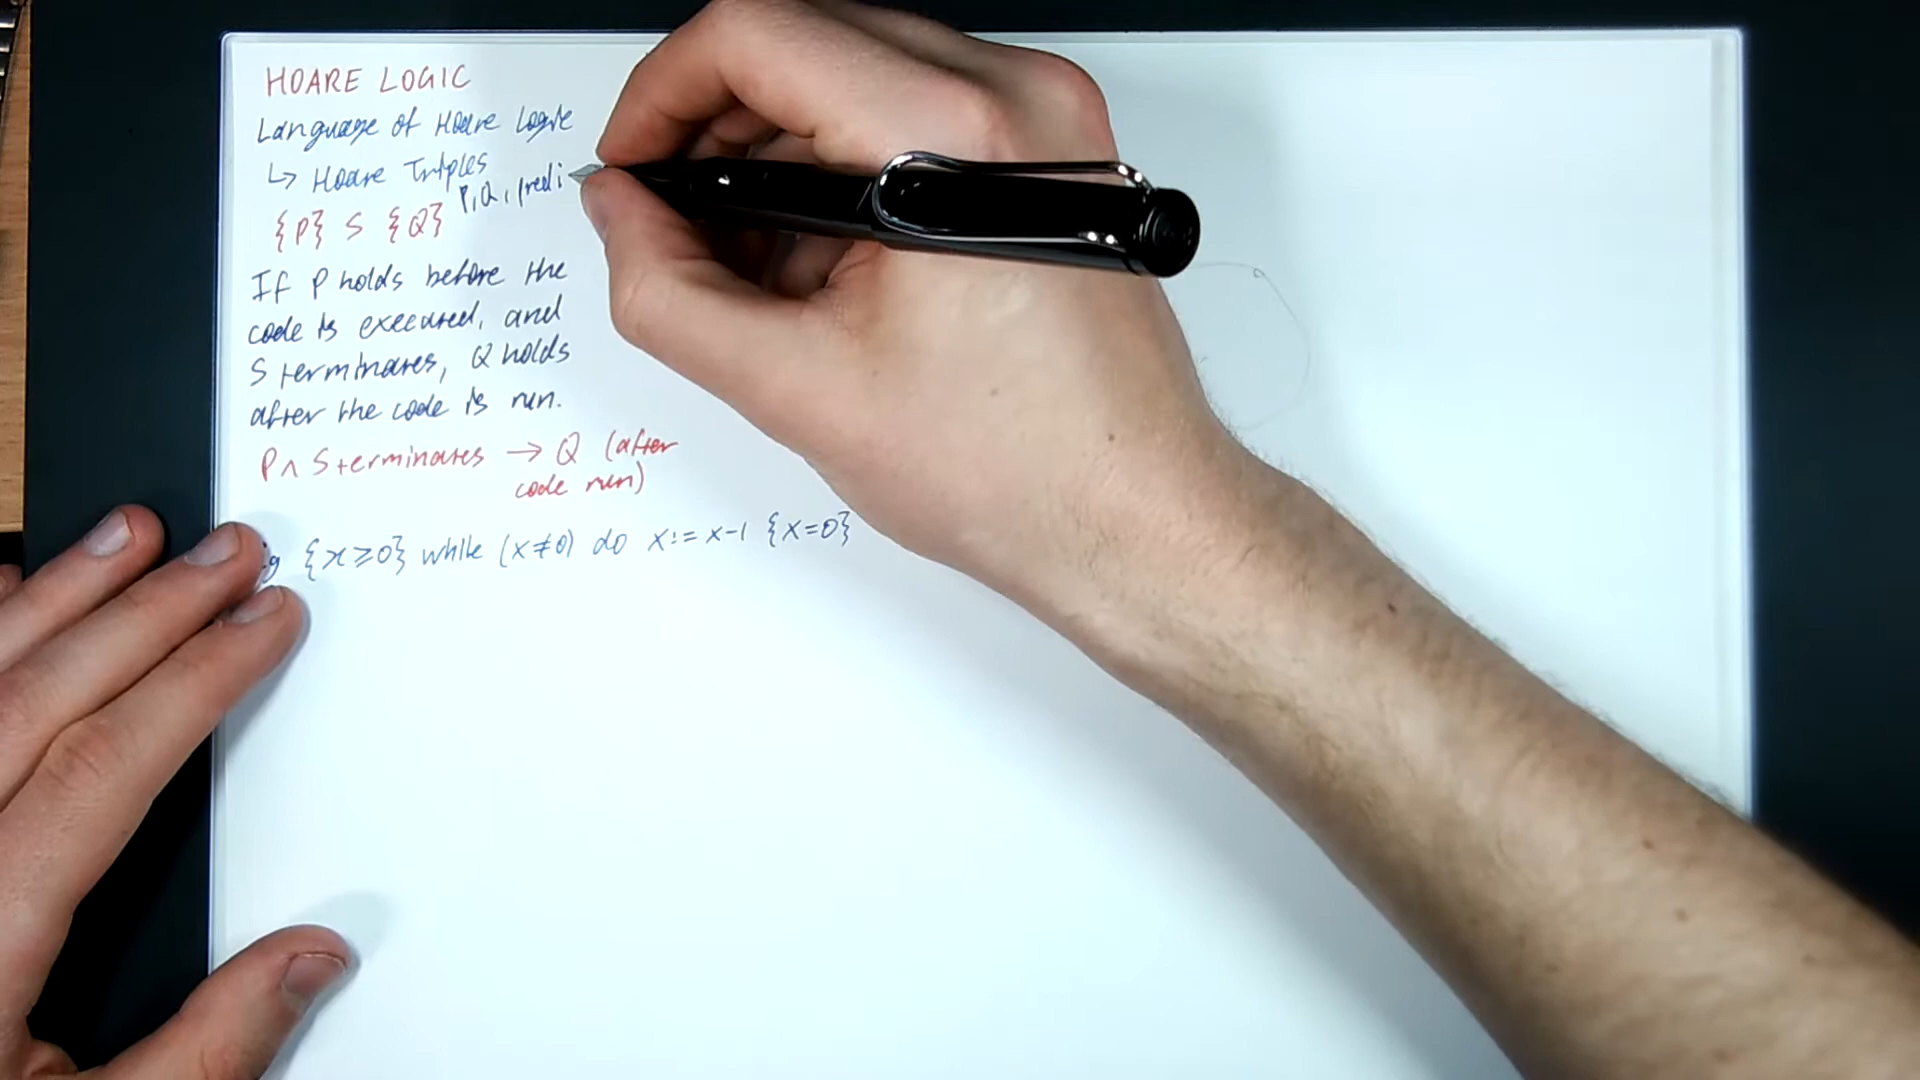 HOARE LOGIC
Language of Hoare Logic
↳ Hoare Triples
P, Q, predi
{P} S {Q}
If P holds before the
code is executed, and
S terminates, Q holds
after the code is run.
P ∧ S terminates → Q (after
code run)
g {x ≥ 0} while (x ≠ 0) do x := x-1 {x=0}